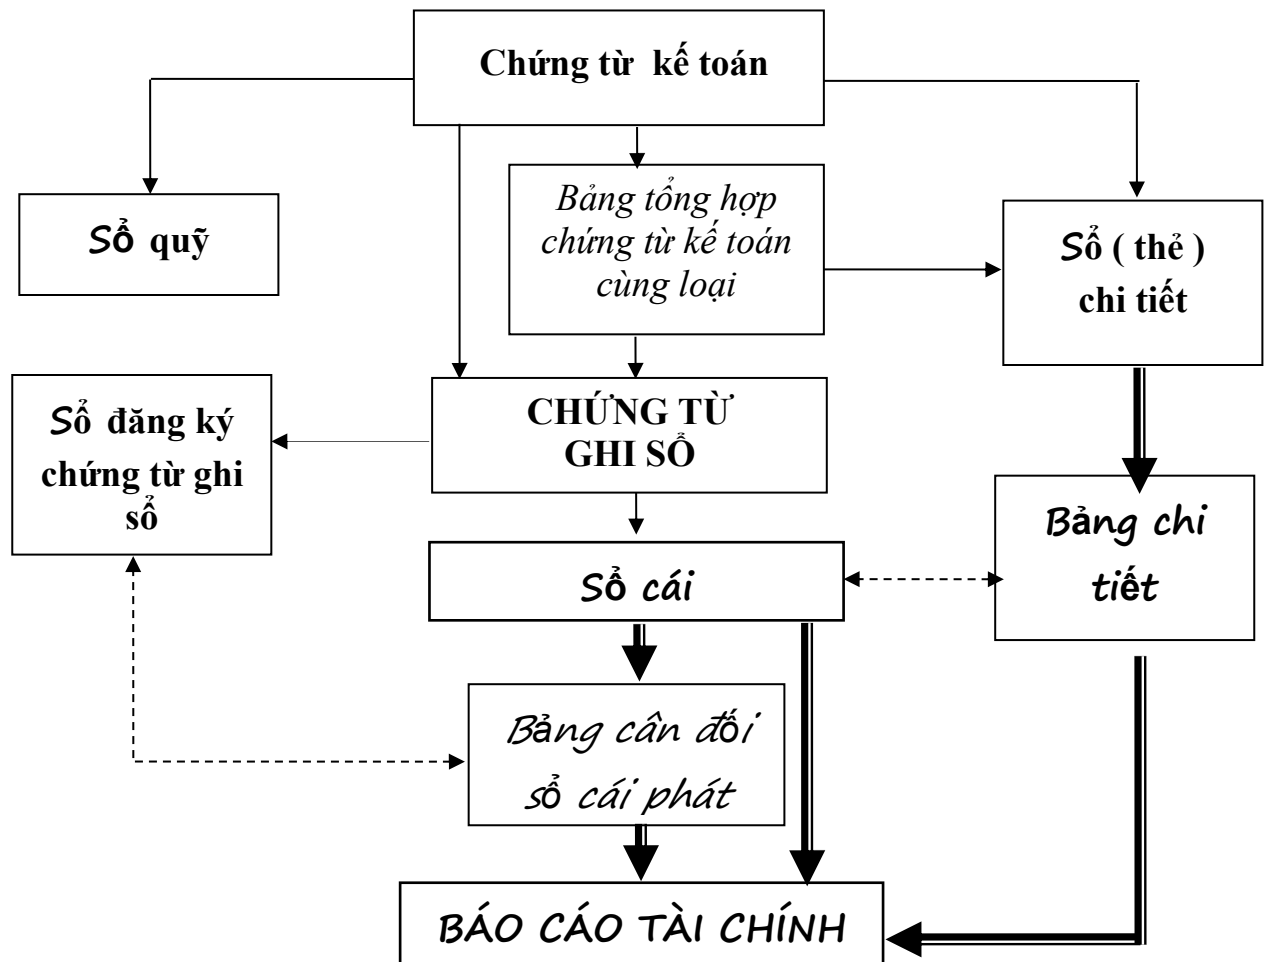 Chứng từ kế toán
Bảng tổng hợp
chứng từ kế toán
cùng loại
Sổ quỹ
Sổ ( thẻ )
chi tiết
Sổ đăng ký
chứng từ ghi
sổ
CHỨNG TỪ
GHI SỔ
Bảng chi
tiết
Sổ cái
Bảng cân đối
sổ cái phát
BÁO CÁO TÀI CHÍNH